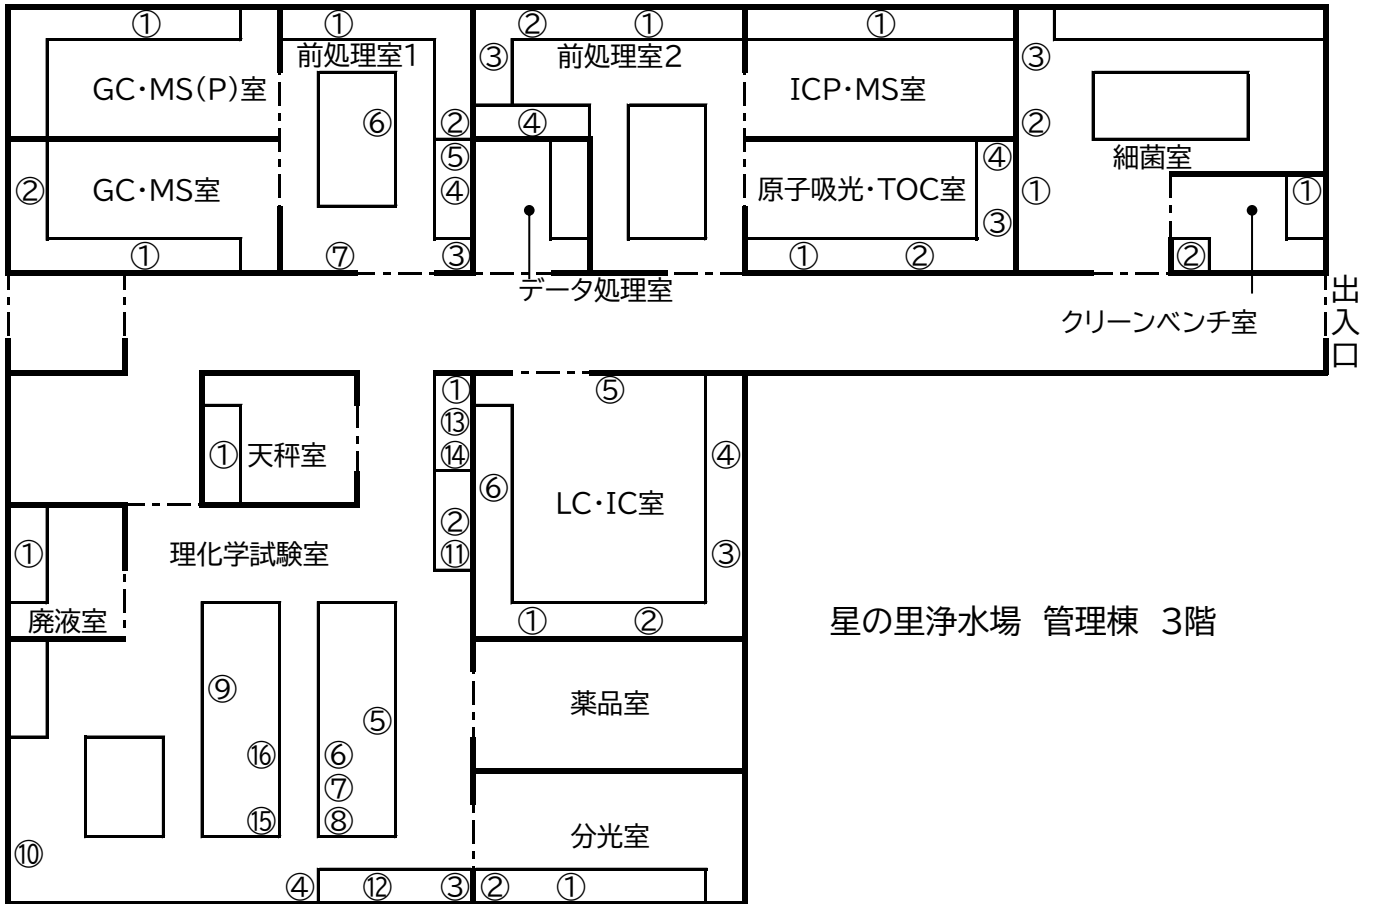 ① ① ② ① ①
前処理室1 ③ 前処理室2 ③
GC・MS(P)室 ICP・MS室
⑥ ② ④ ②
⑤ ④ 細菌室
② GC・MS室 ④ 原子吸光・TOC室 ① ①
③
① ⑦ ③ ① ② ②
データ処理室
出入口
クリーンベンチ室
① ⑤
⑬
① 天秤室 ⑭ ④
⑥ LC・IC室
②
① 理化学試験室 ⑪ ③
廃液室 ① ② 星の里浄水場 管理棟 3階
⑨ 薬品室
⑤
⑯ ⑥
⑦
⑮ ⑧ 分光室
⑩
④ ⑫ ③ ② ①